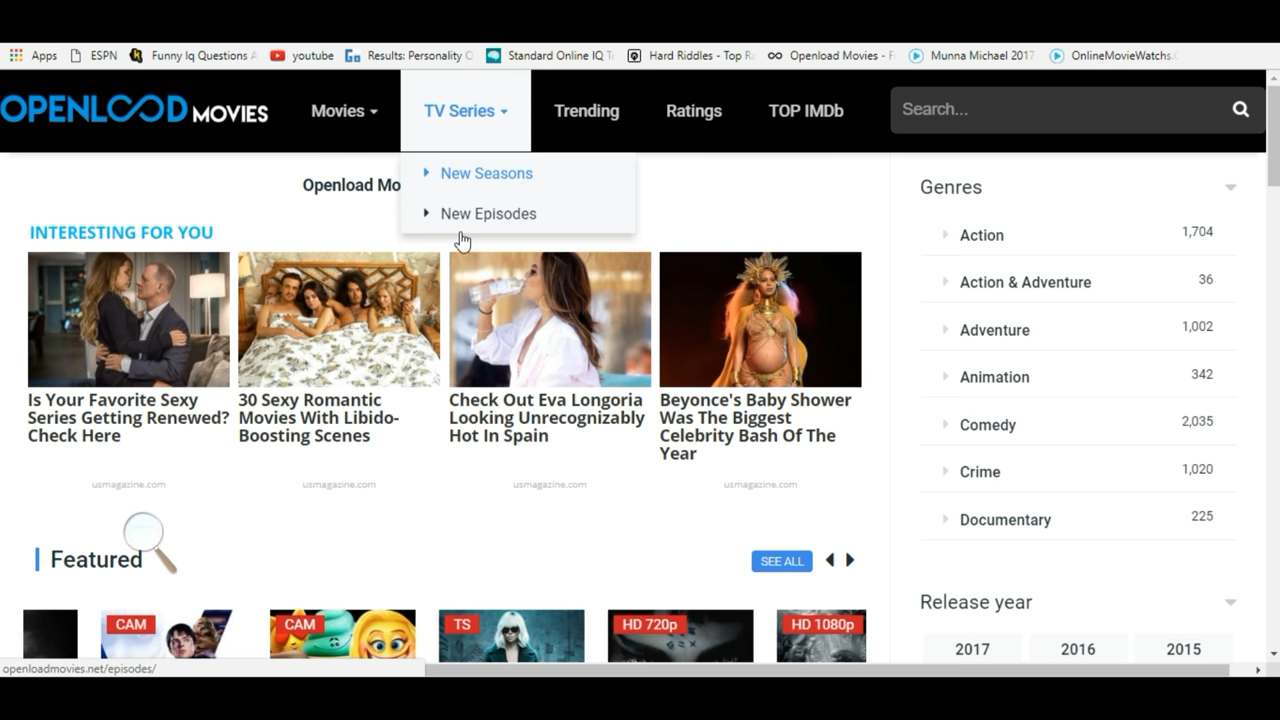 Apps ESPN Funny Iq Questions youtube Results: Personality Standard Online IQ Hard Riddles - Top Openload Movies - Munna Michael 2017 OnlineMovieWatchs.
OPENLOOD MOVIES Movies TV Series Trending Ratings TOP IMDb Search...
New Seasons
New Episodes
Openload Mo
INTERESTING FOR YOU
Is Your Favorite Sexy
Series Getting Renewed?
Check Here
30 Sexy Romantic
Movies With Libido-
Boosting Scenes
Check Out Eva Longoria
Looking Unrecognizably
Hot In Spain
Beyonce's Baby Shower
Was The Biggest
Celebrity Bash Of The
Year
usmagazine.com usmagazine.com usmagazine.com usmagazine.com
Featured SEE ALL
CAM CAM TS HD 720p HD 1080p
Genres
Action 1,704
Action & Adventure 36
Adventure 1,002
Animation 342
Comedy 2,035
Crime 1,020
Documentary 225
Release year
2017 2016 2015
openloadmovies.net/episodes/